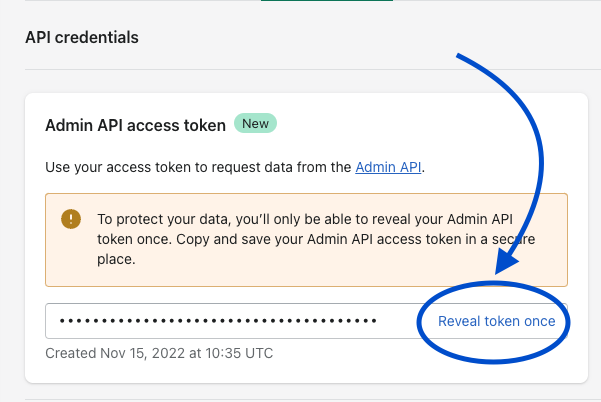 API credentials
Admin API access token New
Use your access token to request data from the Admin API.
To protect your data, you’ll only be able to reveal your Admin API
token once. Copy and save your Admin API access token in a secure
place.
••••••••••••••••••••••••••••••••••••••
Reveal token once
Created Nov 15, 2022 at 10:35 UTC